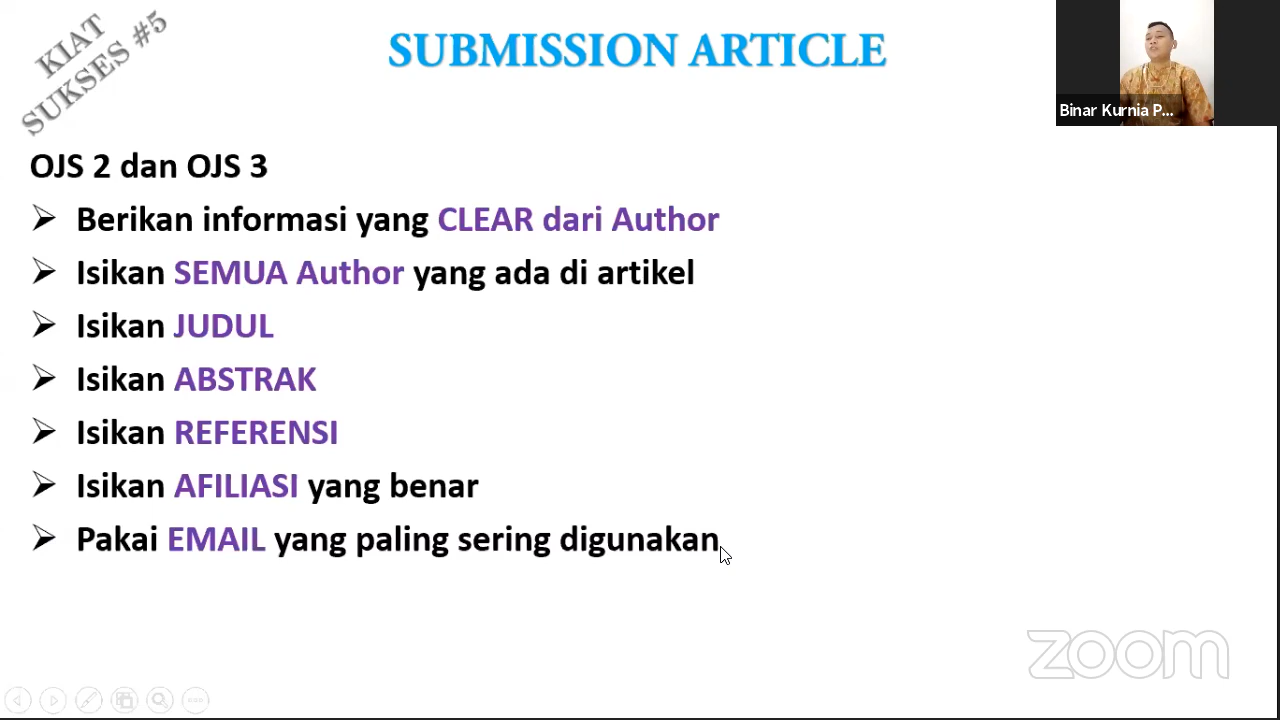 KIAT
SUKSES #5
SUBMISSION ARTICLE
Binar Kurnia P...
OJS 2 dan OJS 3
➢ Berikan informasi yang CLEAR dari Author
➢ Isikan SEMUA Author yang ada di artikel
➢ Isikan JUDUL
➢ Isikan ABSTRAK
➢ Isikan REFERENSI
➢ Isikan AFILIASI yang benar
➢ Pakai EMAIL yang paling sering digunakan
zoom